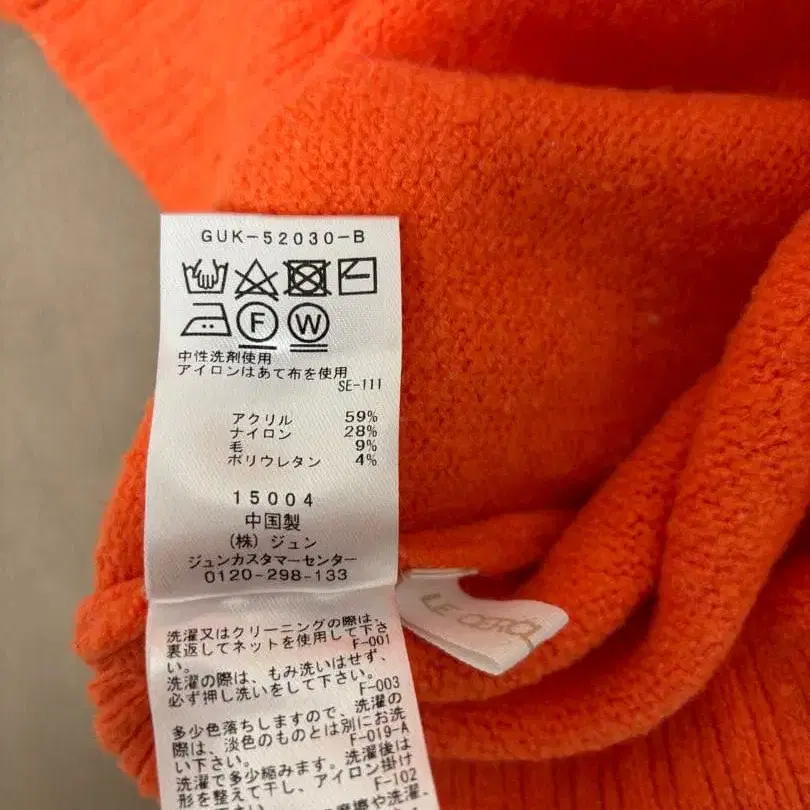 GUK-52030-B
F W
中性洗剤使用
アイロンはあて布を使用
SE-111
アクリル 59%
ナイロン 28%
毛 9%
ポリウレタン 4%
15004
中国製
(株)ジュン
ジュンカスタマーセンター
0120-298-133
洗濯又はクリーニングの際は、
裏返してネットを使用して下さ
い。 F-001
洗濯の際は、もみ洗いはせず、
必ず押し洗いをして下さい。
F-003
多少色落ちしますので、洗濯の
際は、淡色のものとは別にお洗
い下さい。 F-019-A
洗濯で多少縮みます。洗濯後は
形を整えて干し、アイロン掛け
F-102
摩擦や洗濯、
LE CERCL